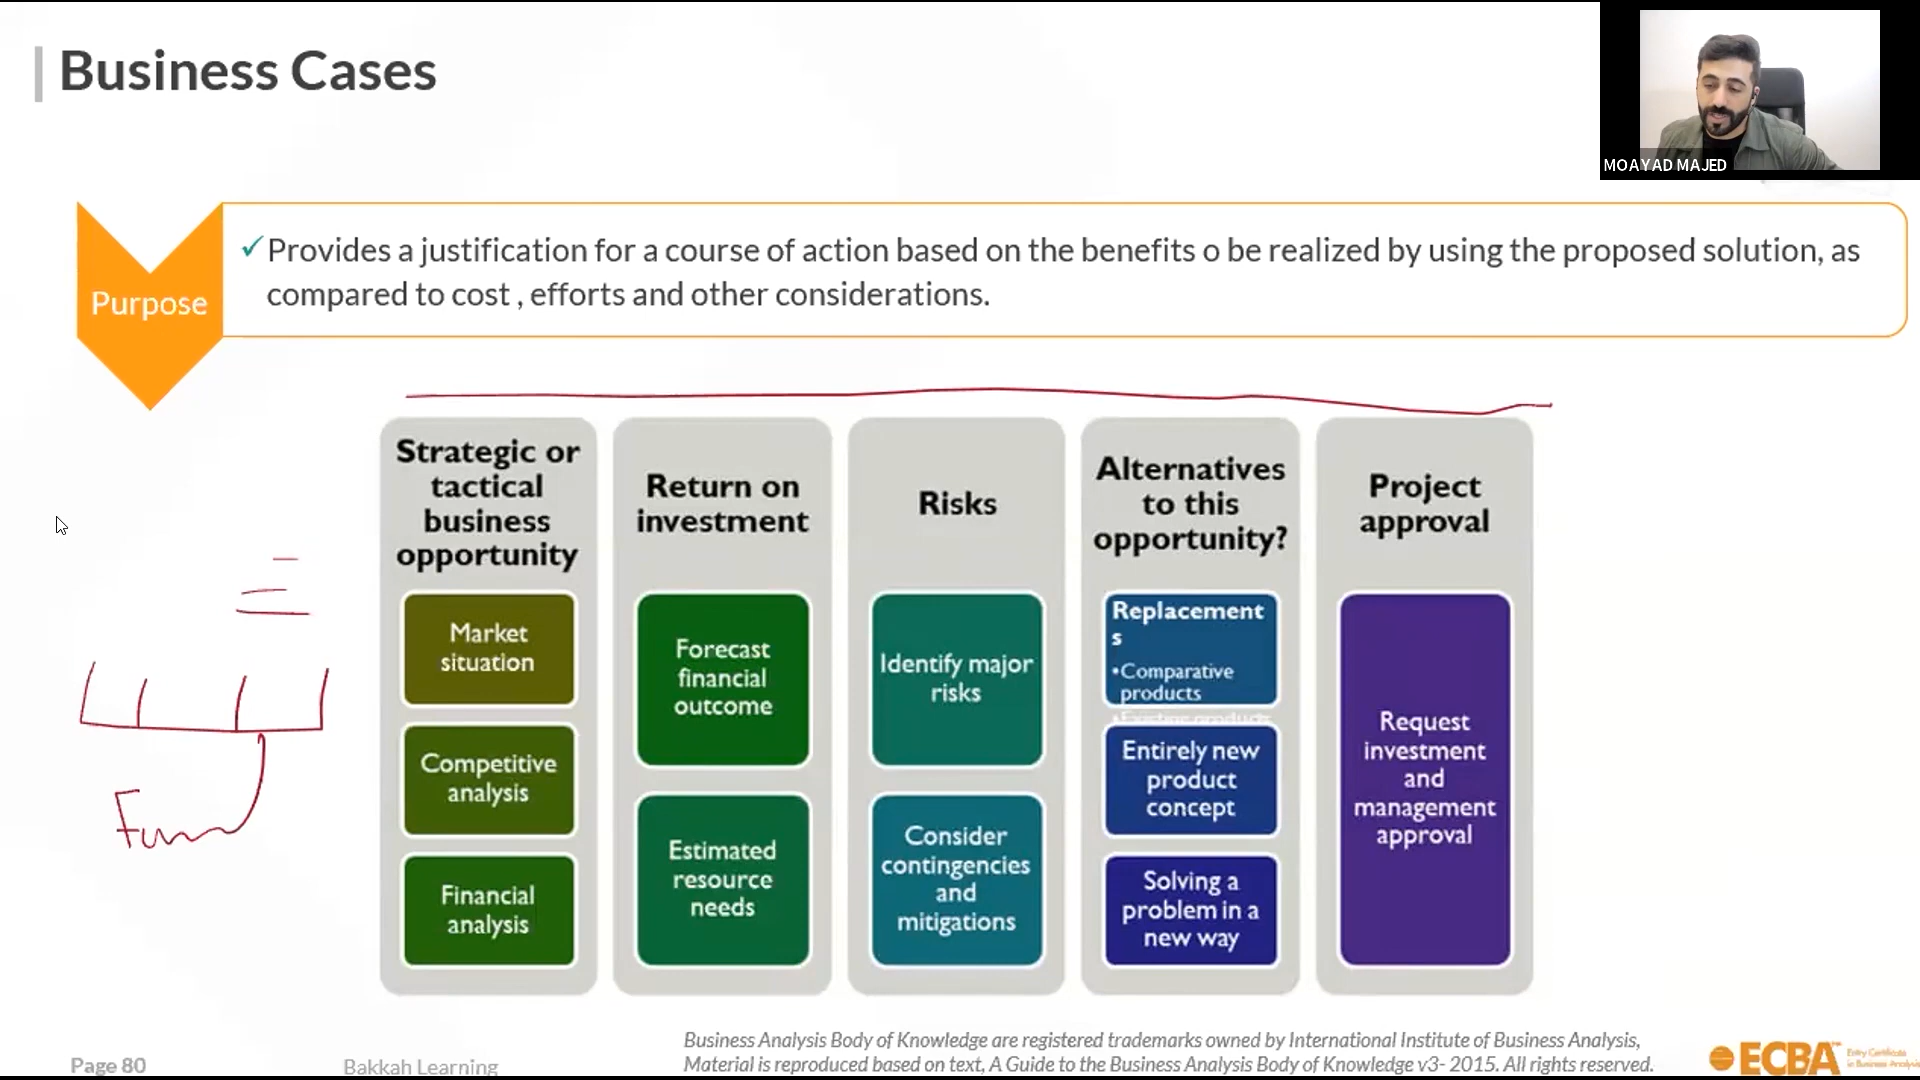 Business Cases
MOAYAD MAJED
Purpose
✓Provides a justification for a course of action based on the benefits o be realized by using the proposed solution, as
compared to cost , efforts and other considerations.
Strategic or
tactical
business
opportunity
Market
situation
Competitive
analysis
Financial
analysis
Return on
investment
Forecast
financial
outcome
Estimated
resource
needs
Risks
Identify major
risks
Consider
contingencies
and
mitigations
Alternatives
to this
opportunity?
Replacement
s
•Comparative
products
Entirely new
product
concept
Solving a
problem in a
new way
Project
approval
Request
investment
and
management
approval
Page 80
Bakkah Learning
Business Analysis Body of Knowledge are registered trademarks owned by International Institute of Business Analysis,
Material is reproduced based on text, A Guide to the Business Analysis Body of Knowledge v3- 2015. All rights reserved.
ECBA
Entry Certificate
in Business Analysis